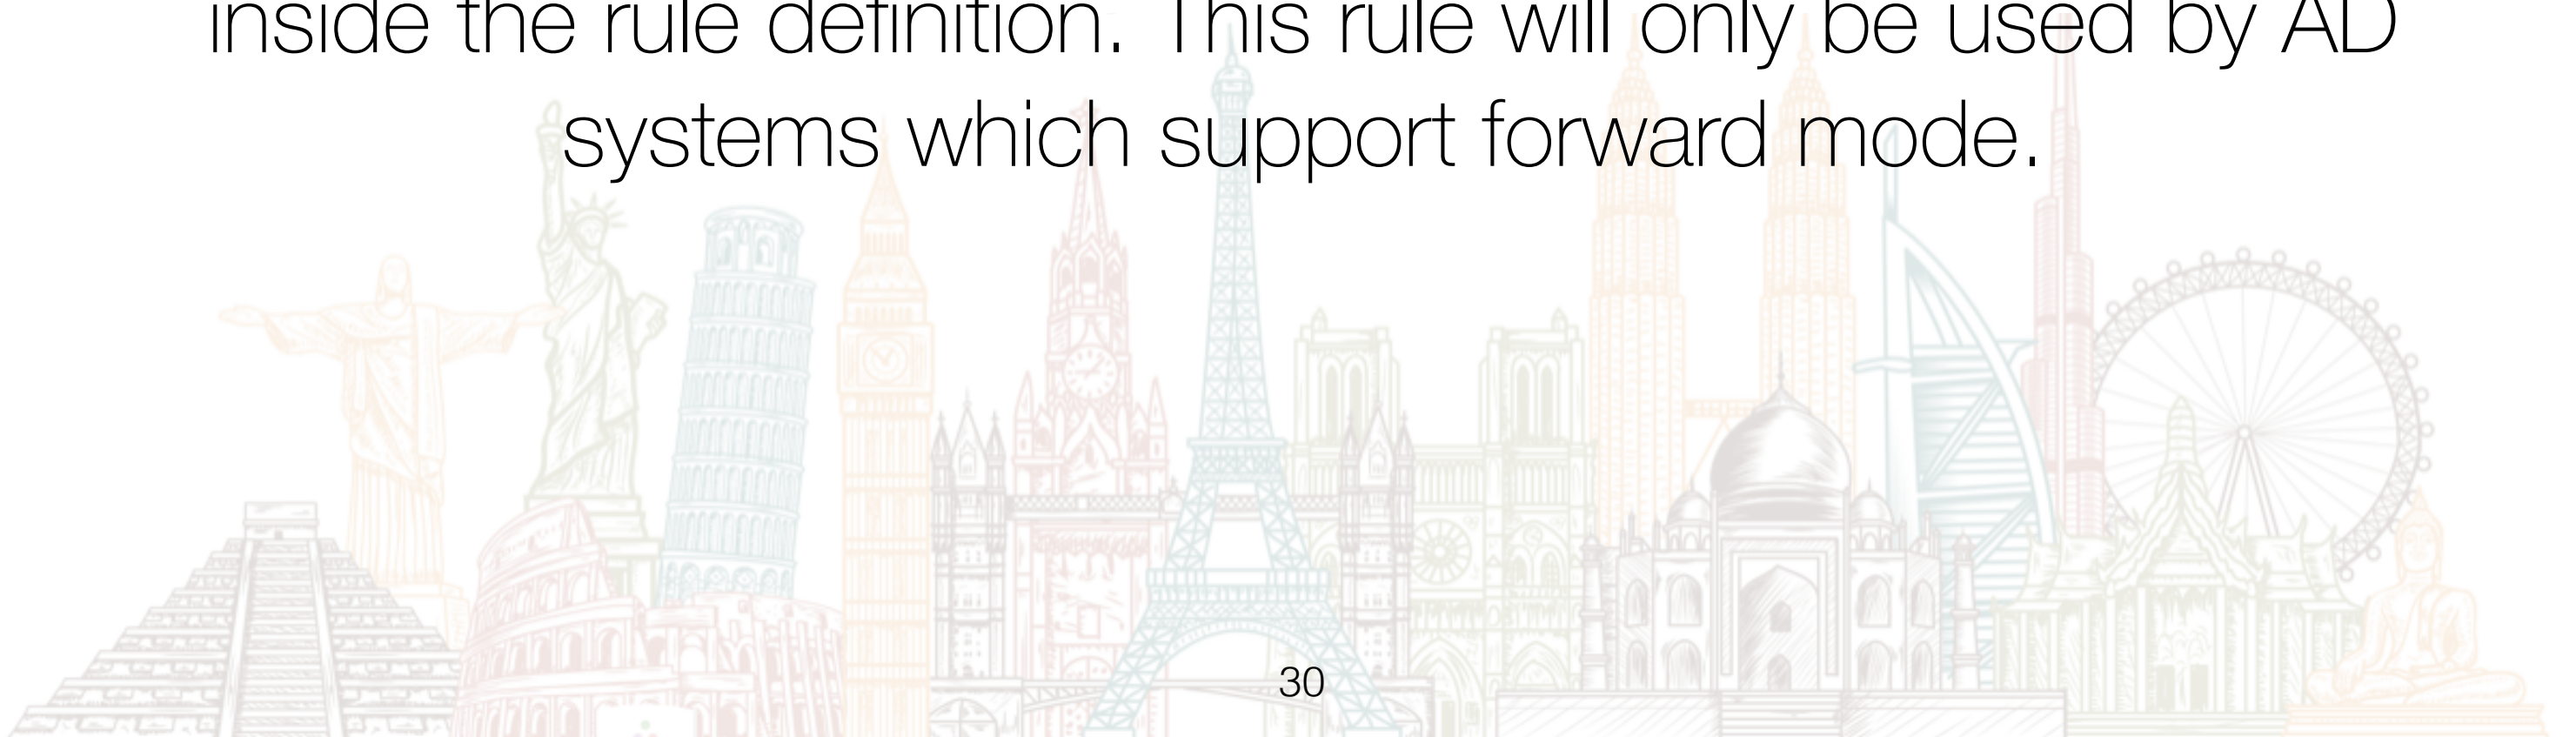 inside the rule definition. This rule will only be used by AD
systems which support forward mode.
30